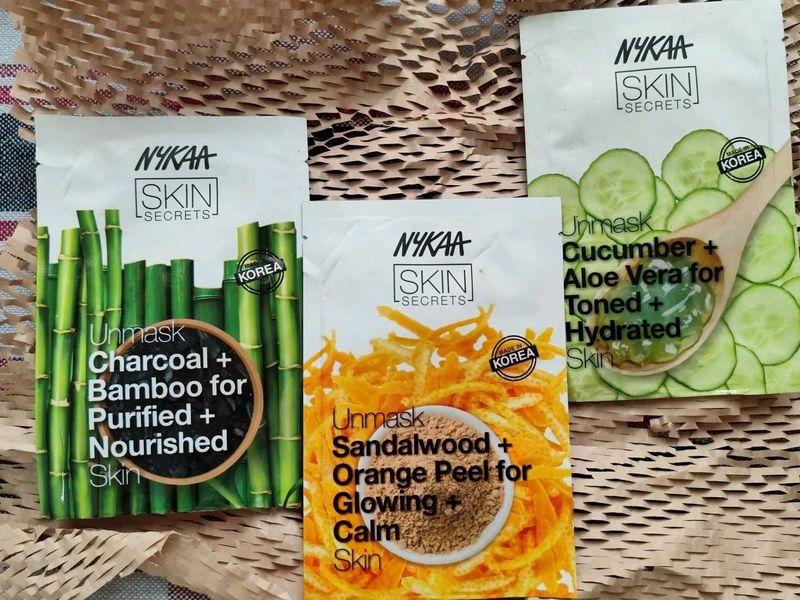 NYKAA
SKIN
SECRETS
KOREA
Unmask
Charcoal +
Bamboo for
Purified +
Nourished
Skin
NYKAA
SKIN
SECRETS
MADE IN
KOREA
Unmask
Sandalwood +
Orange Peel for
Glowing +
Calm
Skin
NYKAA
SKIN
SECRETS
MADE IN
KOREA
Unmask
Cucumber +
Aloe Vera for
Toned +
Hydrated
Skin